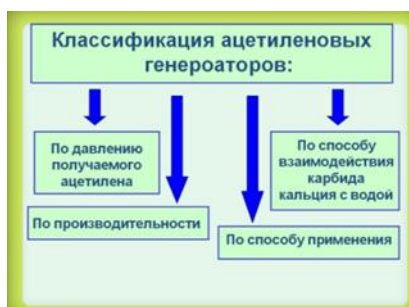 Классификация ацетиленовых
генероаторов:
По давлению
получаемого
ацетилена
По способу
взаимодействия
карбида
кальция с водой
По производительности
По способу применения